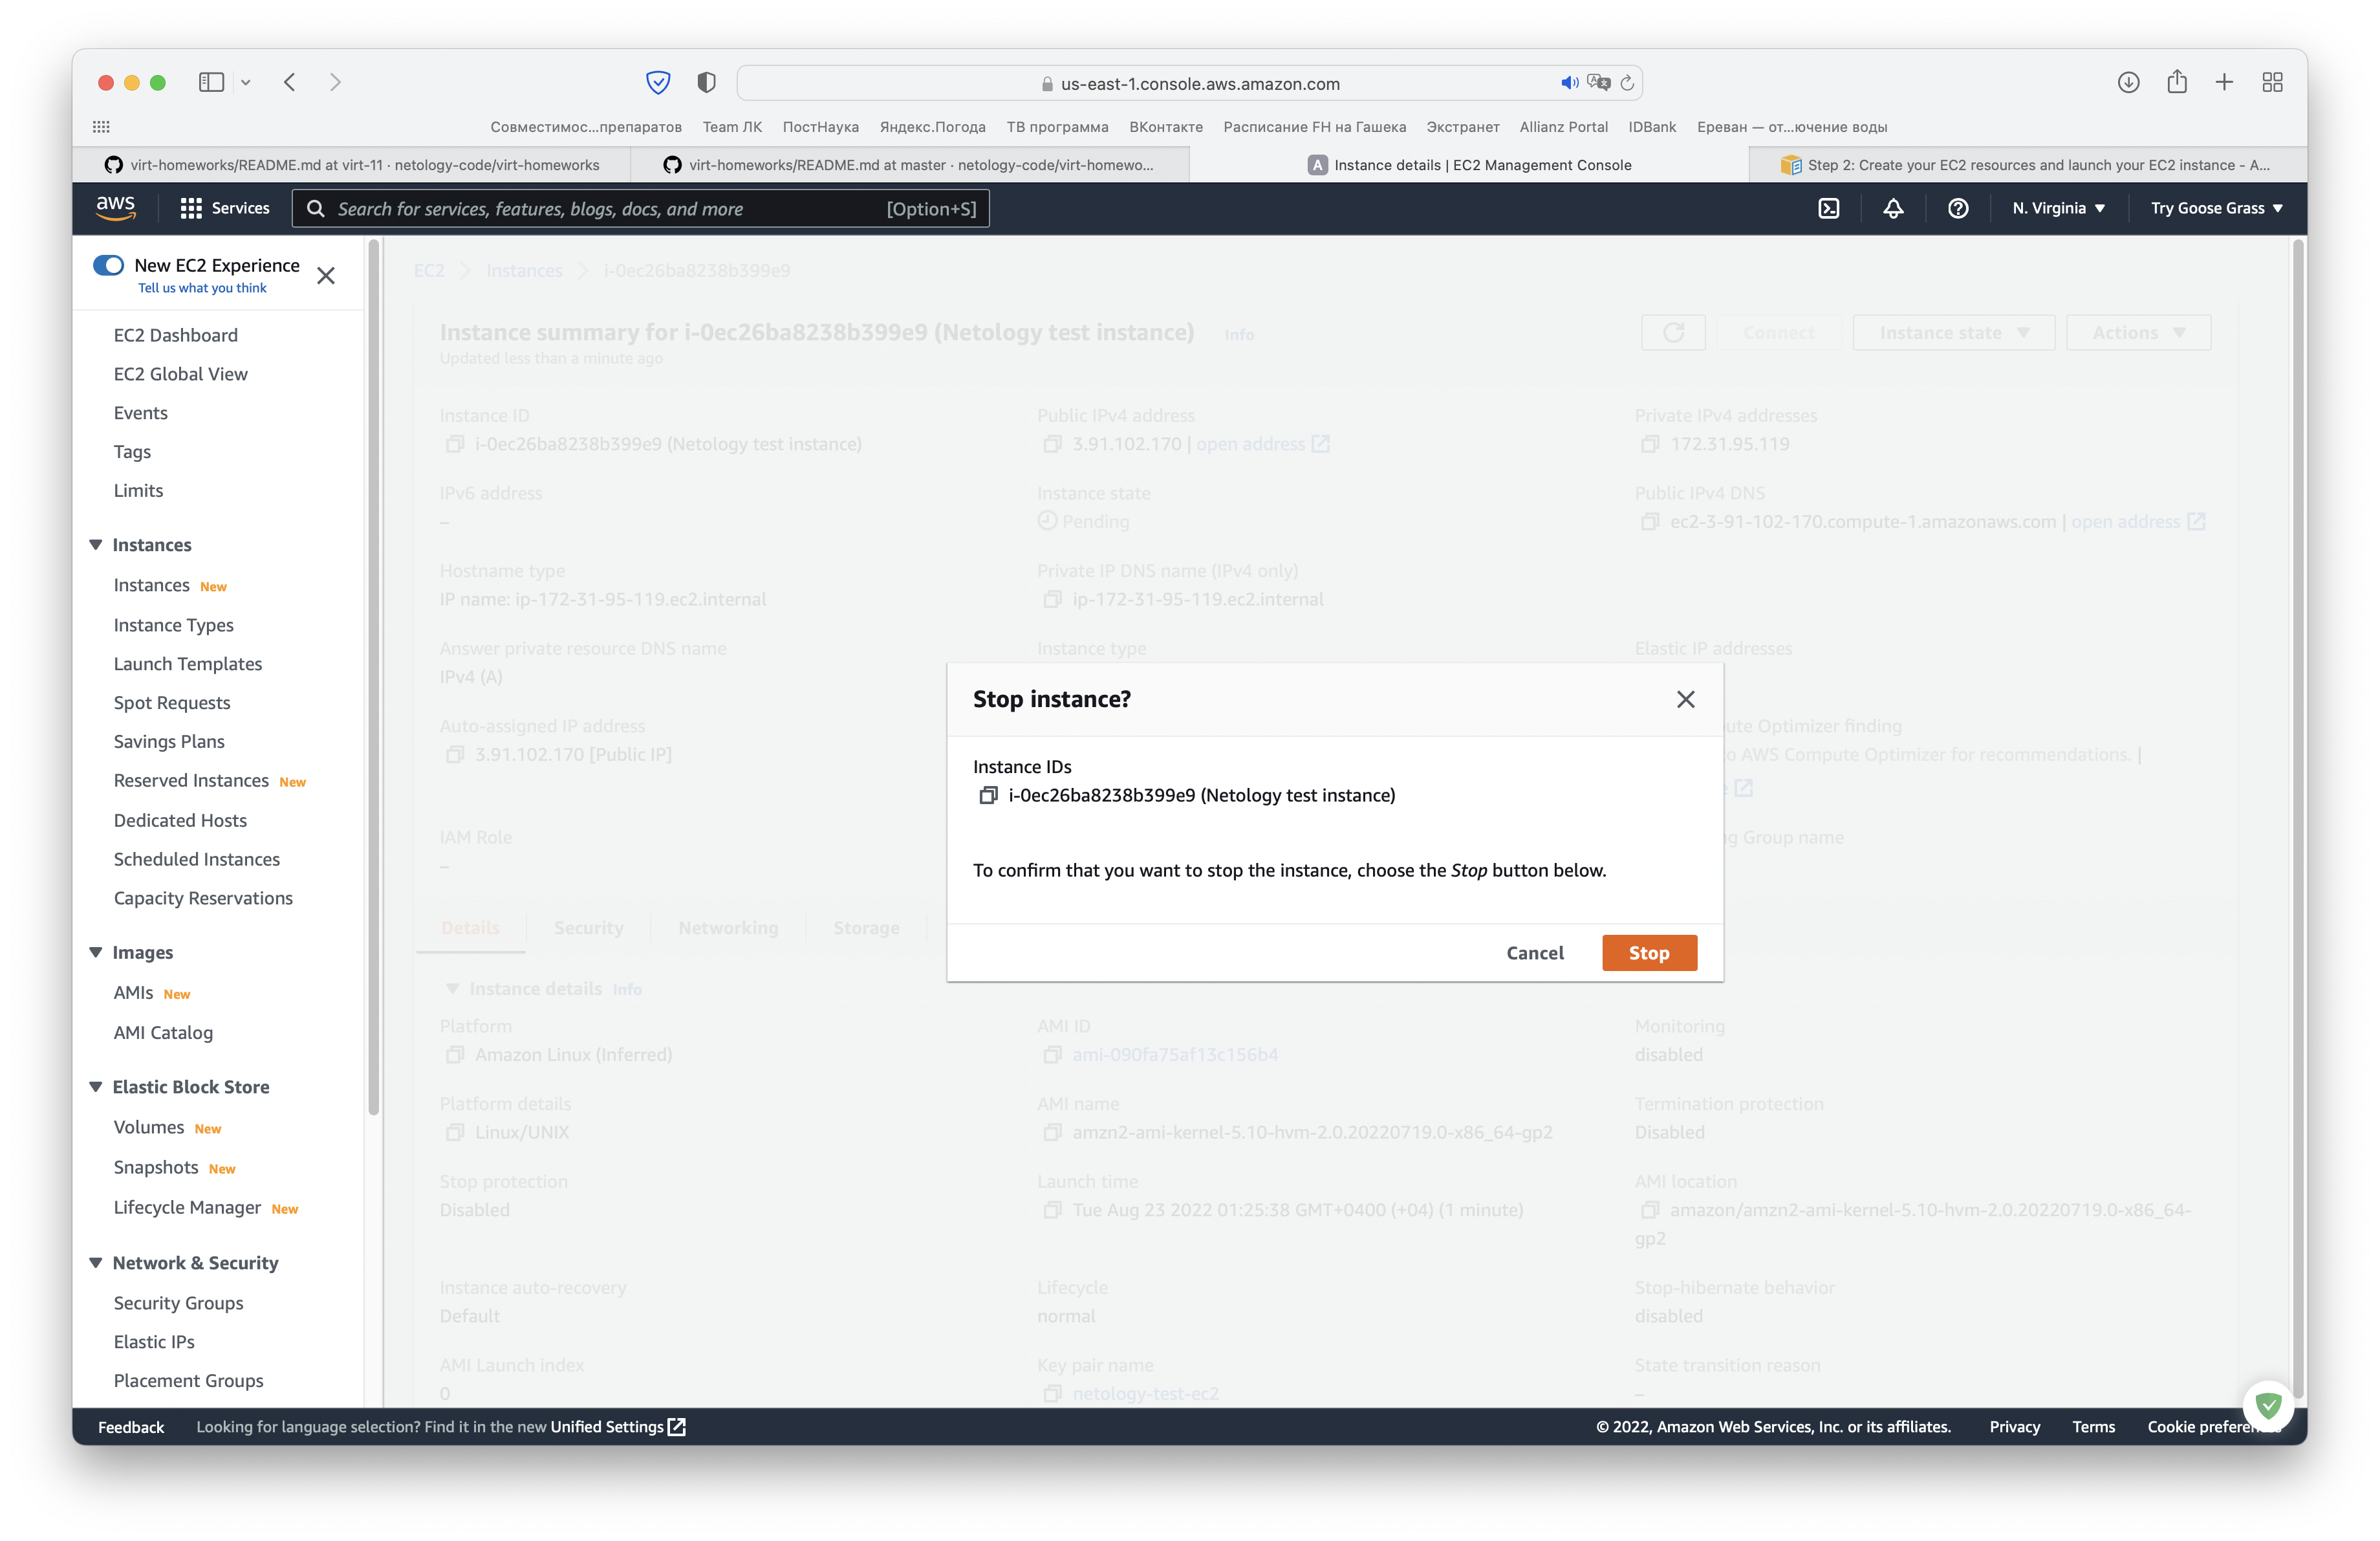 us-east-1.console.aws.amazon.com
Совместимос...препаратов Team ЛК ПостНаука Яндекс.Погода ТВ программа ВКонтакте Расписание FH на Гашека Экстранет Allianz Portal IDBank Ереван — от...ючение воды
virt-homeworks/README.md at virt-11 · netology-code/virt-homeworks
virt-homeworks/README.md at master · netology-code/virt-homewo...
A Instance details | EC2 Management Console
Step 2: Create your EC2 resources and launch your EC2 instance - A...
aws Services Search for services, features, blogs, docs, and more [Option+S] N. Virginia Try Goose Grass
New EC2 Experience
Tell us what you think
EC2 Dashboard
EC2 Global View
Events
Tags
Limits
Instances
Instances New
Instance Types
Launch Templates
Spot Requests
Savings Plans
Reserved Instances New
Dedicated Hosts
Scheduled Instances
Capacity Reservations
Images
AMIs New
AMI Catalog
Elastic Block Store
Volumes New
Snapshots New
Lifecycle Manager New
Network & Security
Security Groups
Elastic IPs
Placement Groups
EC2 Instances i-0ec26ba8238b399e9
Instance summary for i-0ec26ba8238b399e9 (Netology test instance) Info
Updated less than a minute ago
Connect Instance state Actions
Instance ID Public IPv4 address Private IPv4 addresses
i-0ec26ba8238b399e9 (Netology test instance) 3.91.102.170 | open address 172.31.95.119
IPv6 address Instance state Public IPv4 DNS
– Pending ec2-3-91-102-170.compute-1.amazonaws.com | open address
Hostname type Private IP DNS name (IPv4 only)
IP name: ip-172-31-95-119.ec2.internal ip-172-31-95-119.ec2.internal
Answer private resource DNS name Instance type Elastic IP addresses
IPv4 (A)
Auto-assigned IP address ute Optimizer finding
3.91.102.170 [Public IP] o AWS Compute Optimizer for recommendations. |
IAM Role g Group name
–
Stop instance?
Instance IDs
i-0ec26ba8238b399e9 (Netology test instance)
To confirm that you want to stop the instance, choose the Stop button below.
Cancel Stop
Details Security Networking Storage
Instance details Info
Platform AMI ID Monitoring
Amazon Linux (Inferred) ami-090fa75af13c156b4 disabled
Platform details AMI name Termination protection
Linux/UNIX amzn2-ami-kernel-5.10-hvm-2.0.20220719.0-x86_64-gp2 Disabled
Stop protection Launch time AMI location
Disabled Tue Aug 23 2022 01:25:38 GMT+0400 (+04) (1 minute) amazon/amzn2-ami-kernel-5.10-hvm-2.0.20220719.0-x86_64-
gp2
Instance auto-recovery Lifecycle Stop-hibernate behavior
Default normal disabled
AMI Launch index Key pair name State transition reason
0 netology-test-ec2 –
Feedback Looking for language selection? Find it in the new Unified Settings © 2022, Amazon Web Services, Inc. or its affiliates. Privacy Terms Cookie preferen